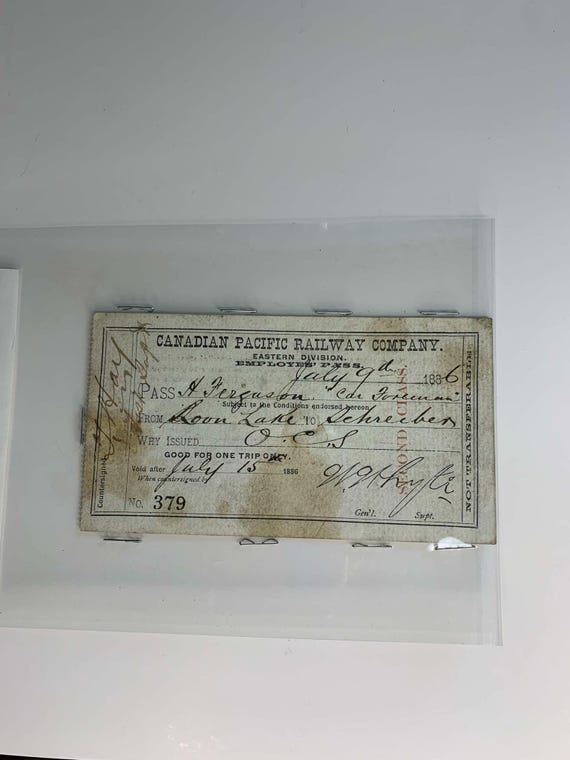 CANADIAN PACIFIC RAILWAY COMPANY.
EASTERN DIVISION.
EMPLOYES' PASS.
July 9th 1886
PASS A Ferguson "Car Foreman"
Subject to the Conditions endorsed hereon
FROM Loon Lake TO Schreiber
WHY ISSUED O.C.S
GOOD FOR ONE TRIP ONLY.
Void after July 15th 1886
When countersigned by
No. 379
Gen'l. Supt.
SECOND CLASS.
NOT TRANSFERABLE
Countersigned